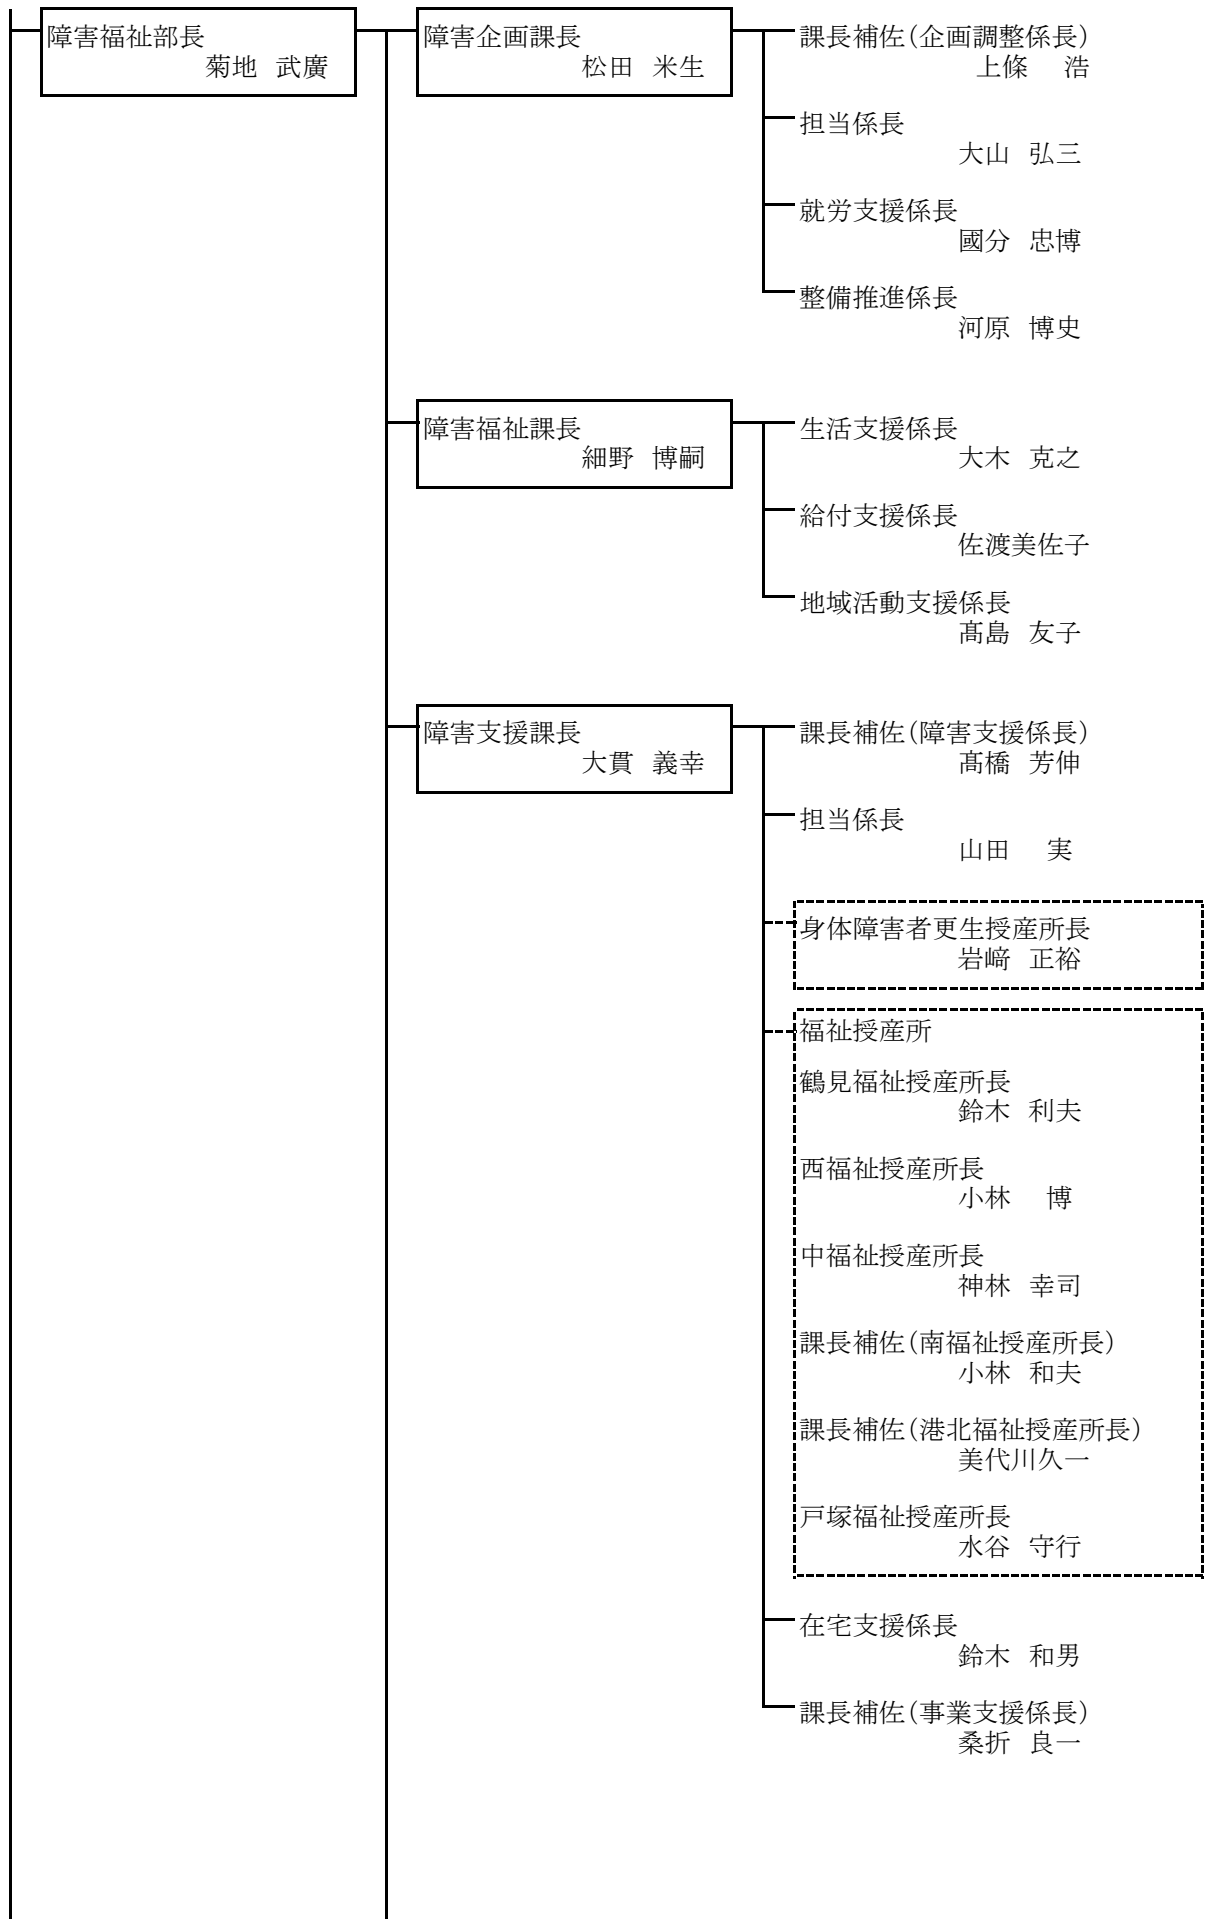 障害福祉部長
菊地 武廣
障害企画課長
松田 米生
課長補佐(企画調整係長)
上條 浩
担当係長
大山 弘三
就労支援係長
國分 忠博
整備推進係長
河原 博史
障害福祉課長
細野 博嗣
生活支援係長
大木 克之
給付支援係長
佐渡美佐子
地域活動支援係長
髙島 友子
障害支援課長
大貫 義幸
課長補佐(障害支援係長)
髙橋 芳伸
担当係長
山田 実
身体障害者更生授産所長
岩﨑 正裕
福祉授産所
鶴見福祉授産所長
鈴木 利夫
西福祉授産所長
小林 博
中福祉授産所長
神林 幸司
課長補佐(南福祉授産所長)
小林 和夫
課長補佐(港北福祉授産所長)
美代川久一
戸塚福祉授産所長
水谷 守行
在宅支援係長
鈴木 和男
課長補佐(事業支援係長)
桑折 良一